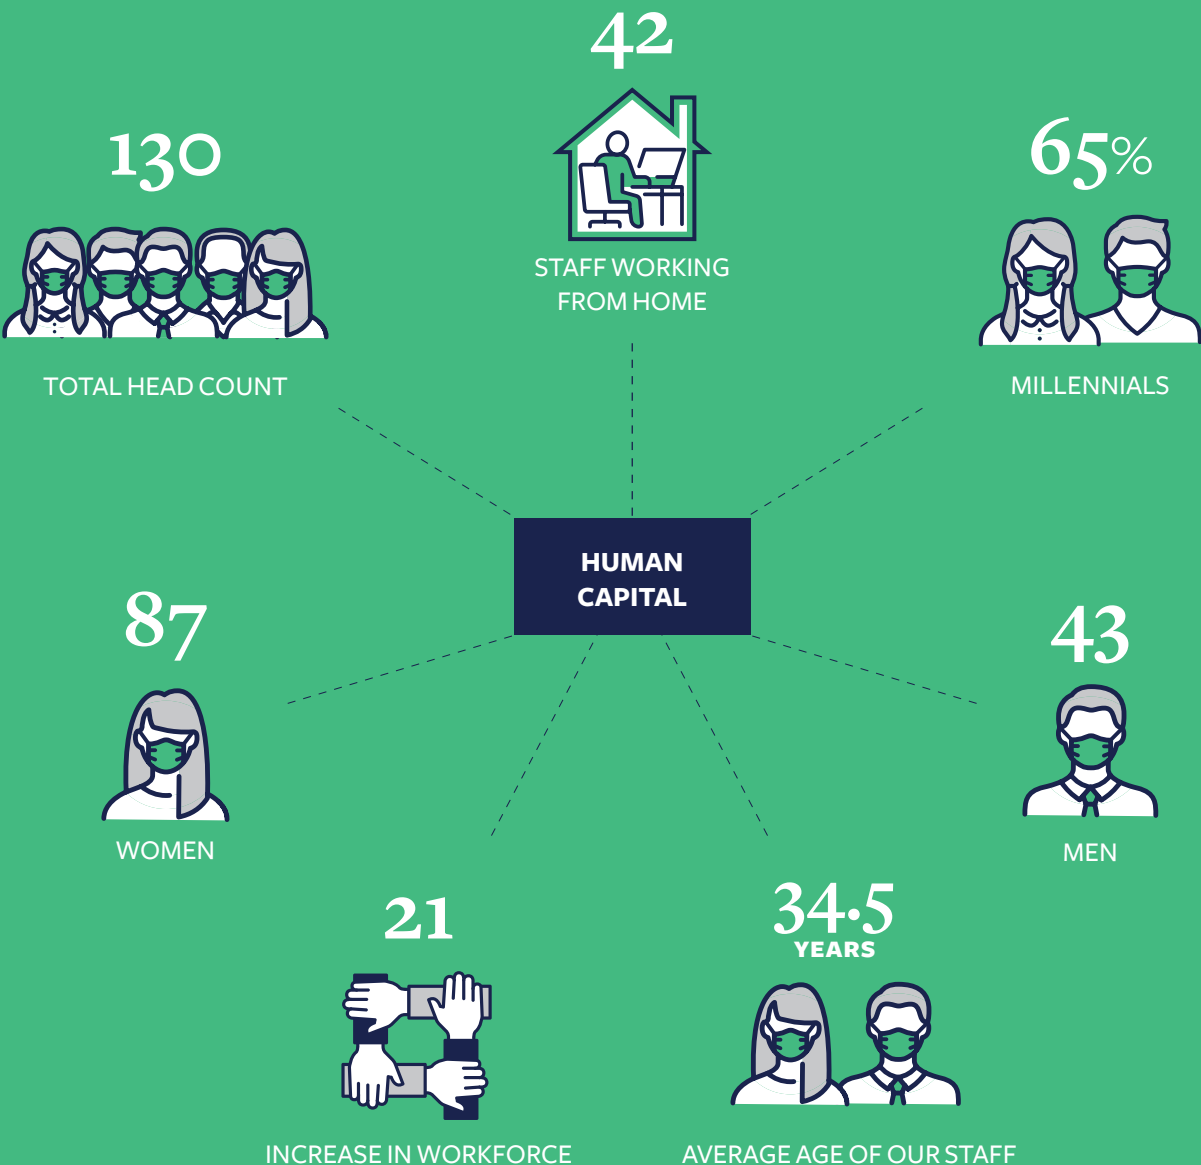 42
STAFF WORKING
FROM HOME
130
TOTAL HEAD COUNT
65%
MILLENNIALS
HUMAN
CAPITAL
87
WOMEN
43
MEN
21
INCREASE IN WORKFORCE
34.5
YEARS
AVERAGE AGE OF OUR STAFF